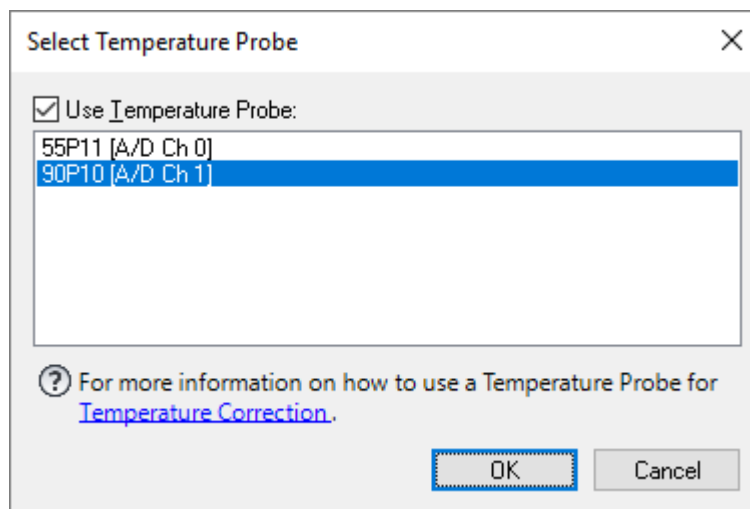 Select Temperature Probe
Use Temperature Probe:
55P11 [A/D Ch 0]
90P10 [A/D Ch 1]
For more information on how to use a Temperature Probe for
Temperature Correction .
OK
Cancel